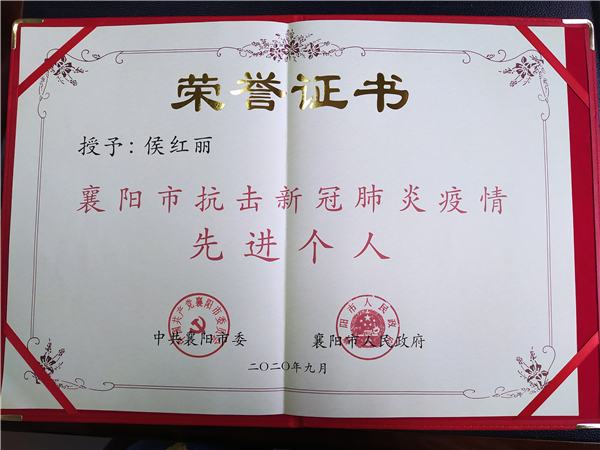 荣誉证书
授予：侯红丽
襄阳市抗击新冠肺炎疫情
先进个人
中共襄阳市委 襄阳市人民政府
二〇二〇年九月